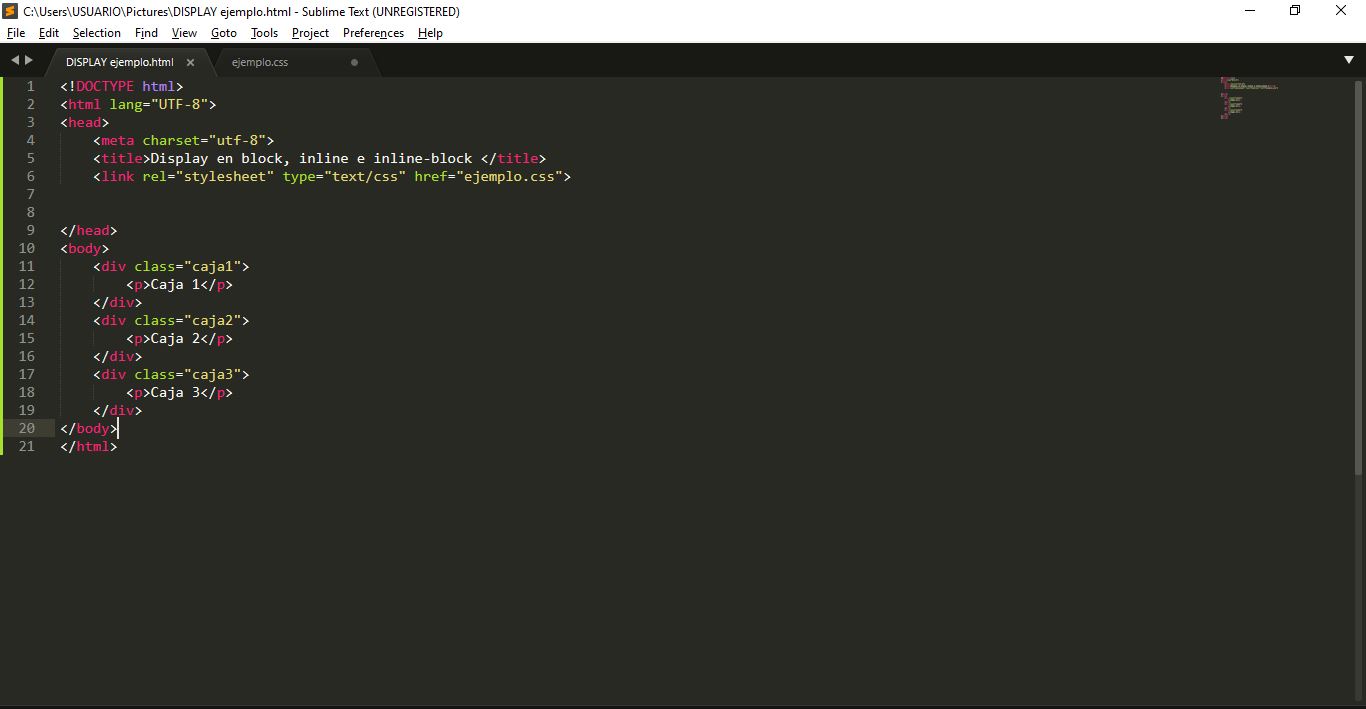 C:\Users\USUARIO\Pictures\DISPLAY ejemplo.html - Sublime Text (UNREGISTERED)
File Edit Selection Find View Goto Tools Project Preferences Help
DISPLAY ejemplo.html × ejemplo.css
1 <!DOCTYPE html>
2 <html lang="UTF-8">
3 <head>
4 <meta charset="utf-8">
5 <title>Display en block, inline e inline-block </title>
6 <link rel="stylesheet" type="text/css" href="ejemplo.css">
7
8
9 </head>
10 <body>
11 <div class="caja1">
12 <p>Caja 1</p>
13 </div>
14 <div class="caja2">
15 <p>Caja 2</p>
16 </div>
17 <div class="caja3">
18 <p>Caja 3</p>
19 </div>
20 </body>
21 </html>